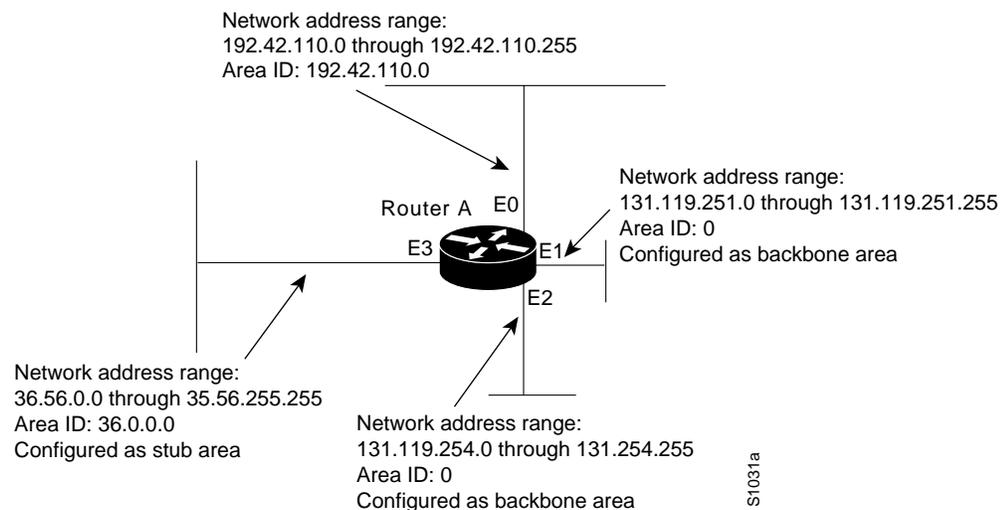 Network address range:
192.42.110.0 through 192.42.110.255
Area ID: 192.42.110.0
Router A
E0
E3
E1
E2
Network address range:
131.119.251.0 through 131.119.251.255
Area ID: 0
Configured as backbone area
Network address range:
36.56.0.0 through 35.56.255.255
Area ID: 36.0.0.0
Configured as stub area
Network address range:
131.119.254.0 through 131.254.255
Area ID: 0
Configured as backbone area
S1031a